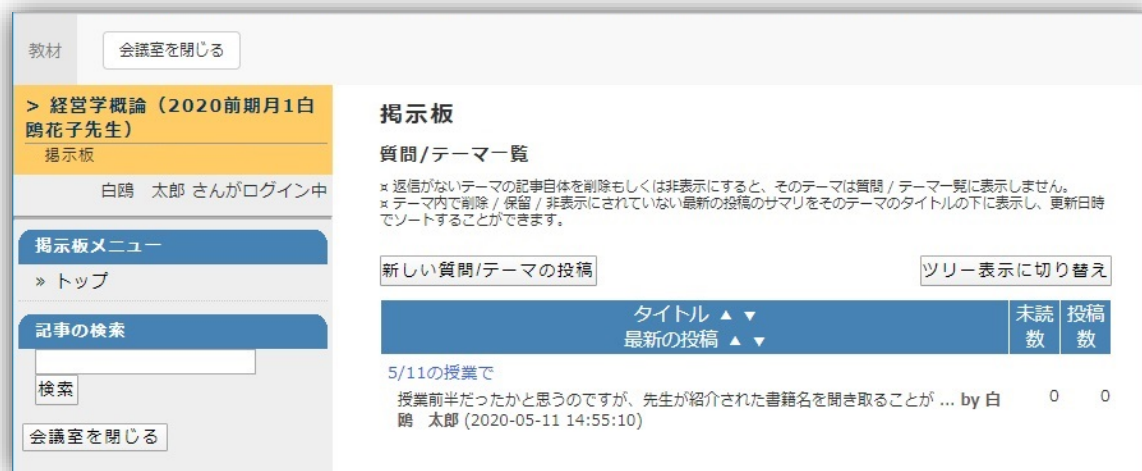 教材
会議室を閉じる
> 経営学概論（2020前期月1白
鴎花子先生）
掲示板
白鴎　太郎 さんがログイン中
掲示板メニュー
» トップ
記事の検索
検索
会議室を閉じる
掲示板
質問/テーマ一覧
¤ 返信がないテーマの記事自体を削除もしくは非表示にすると、そのテーマは質問 / テーマ一覧に表示しません。
¤ テーマ内で削除 / 保留 / 非表示にされていない最新の投稿のサマリをそのテーマのタイトルの下に表示し、更新日時
でソートすることができます。
新しい質問/テーマの投稿
ツリー表示に切り替え
タイトル ▲ ▼
最新の投稿 ▲ ▼
未読
数
投稿
数
5/11の授業で
授業前半だったかと思うのですが、先生が紹介された書籍名を聞き取ることが ... by 白
鴎　太郎 (2020-05-11 14:55:10)
0
0